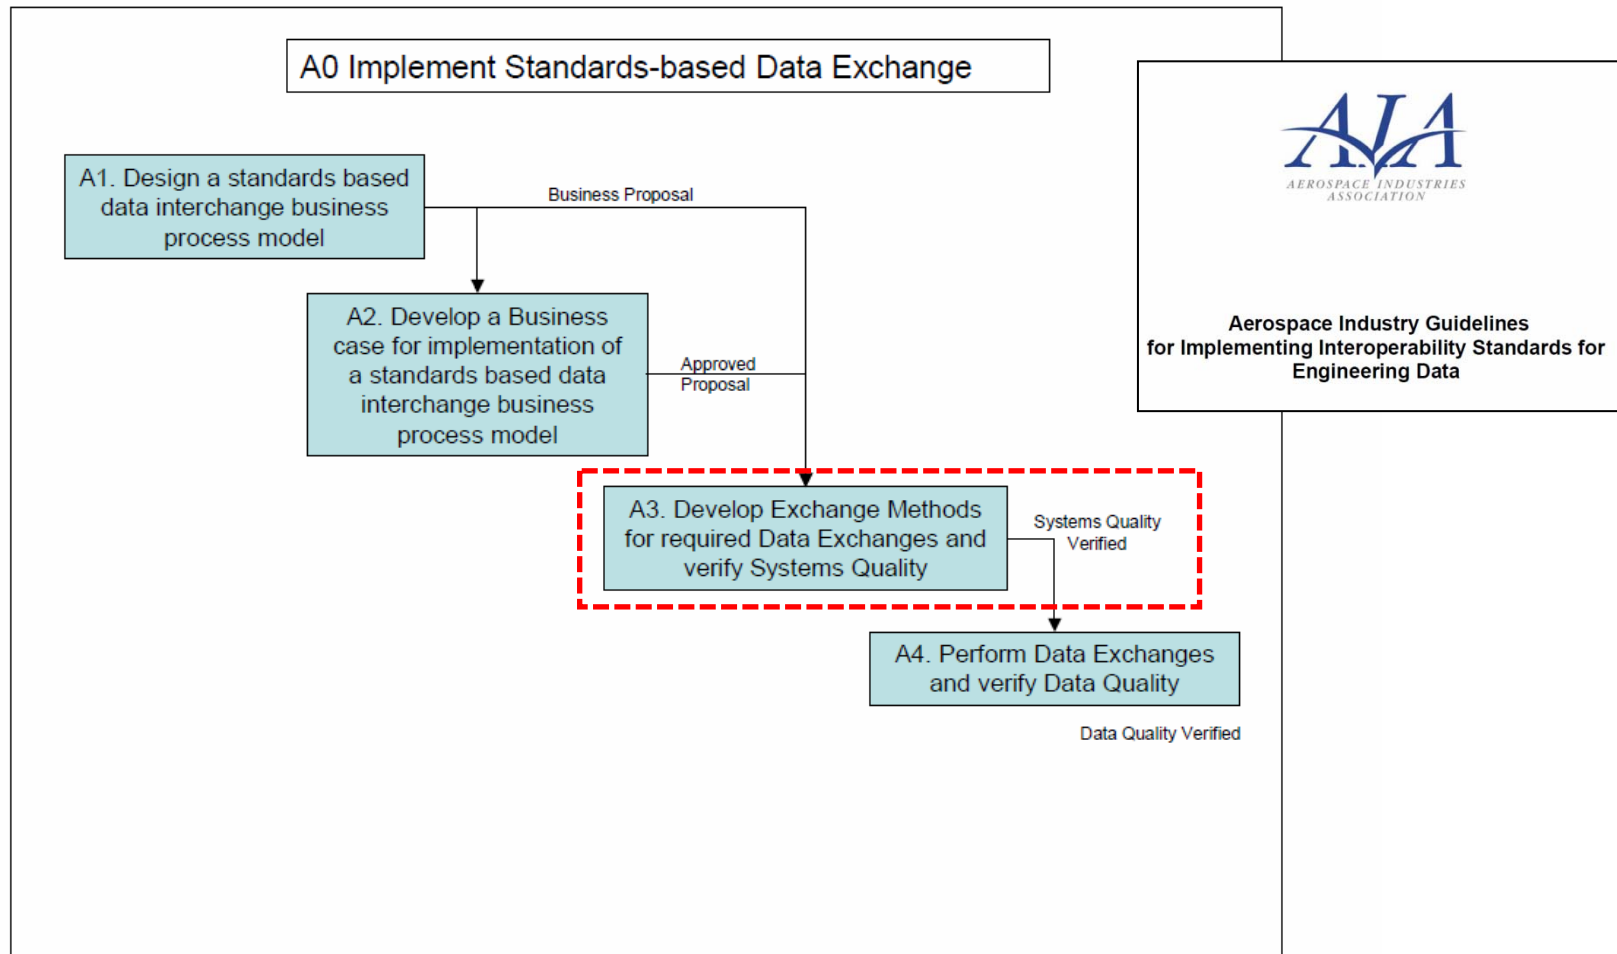 A0 Implement Standards-based Data Exchange
AIA
AEROSPACE INDUSTRIES
ASSOCIATION
A1. Design a standards based
data interchange business
process model
Business Proposal
A2. Develop a Business
case for implementation of
a standards based data
interchange business
process model
Approved
Proposal
Aerospace Industry Guidelines
for Implementing Interoperability Standards for
Engineering Data
A3. Develop Exchange Methods
for required Data Exchanges and
verify Systems Quality
Systems Quality
Verified
A4. Perform Data Exchanges
and verify Data Quality
Data Quality Verified